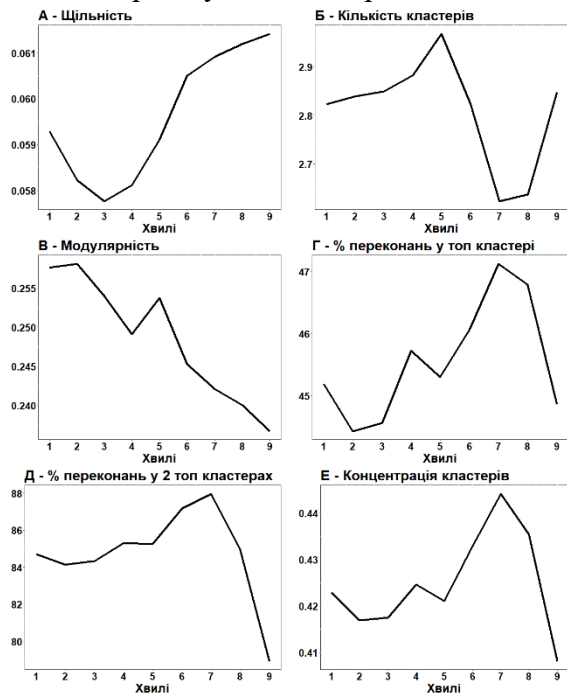 А - Щільність
0.061
0.060
0.059
0.058
1 2 3 4 5 6 7 8 9
Хвилі
Б - Кількість кластерів
2.9
2.8
2.7
1 2 3 4 5 6 7 8 9
Хвилі
В - Модулярність
0.255
0.250
0.245
0.240
1 2 3 4 5 6 7 8 9
Хвилі
Г - % переконань у топ кластері
47
46
45
1 2 3 4 5 6 7 8 9
Хвилі
Д - % переконань у 2 топ кластерах
88
84
82
80
1 2 3 4 5 6 7 8 9
Хвилі
Е - Концентрація кластерів
0.44
0.43
0.42
0.41
1 2 3 4 5 6 7 8 9
Хвилі